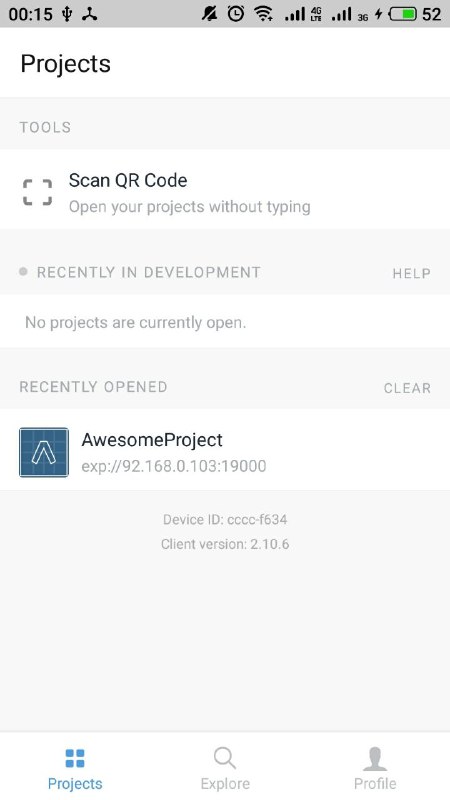 00:15 4G LTE 3G 52
Projects
TOOLS
Scan QR Code
Open your projects without typing
RECENTLY IN DEVELOPMENT HELP
No projects are currently open.
RECENTLY OPENED CLEAR
AwesomeProject
exp://92.168.0.103:19000
Device ID: cccc-f634
Client version: 2.10.6
Projects Explore Profile